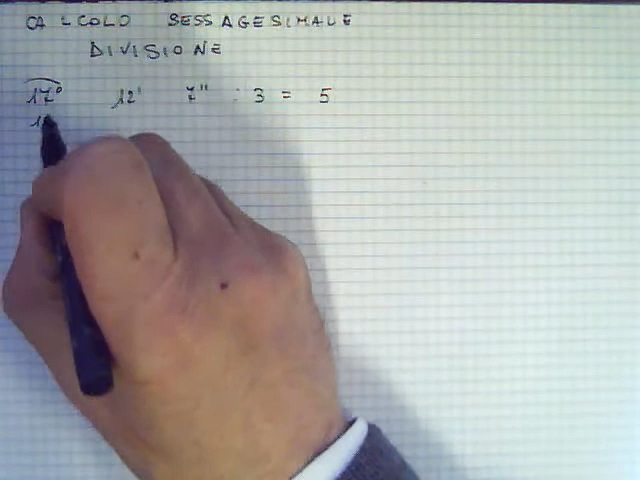 CALCOLO SESSAGESIMALE
DIVISIONE
17° 12' 7" : 3 = 5